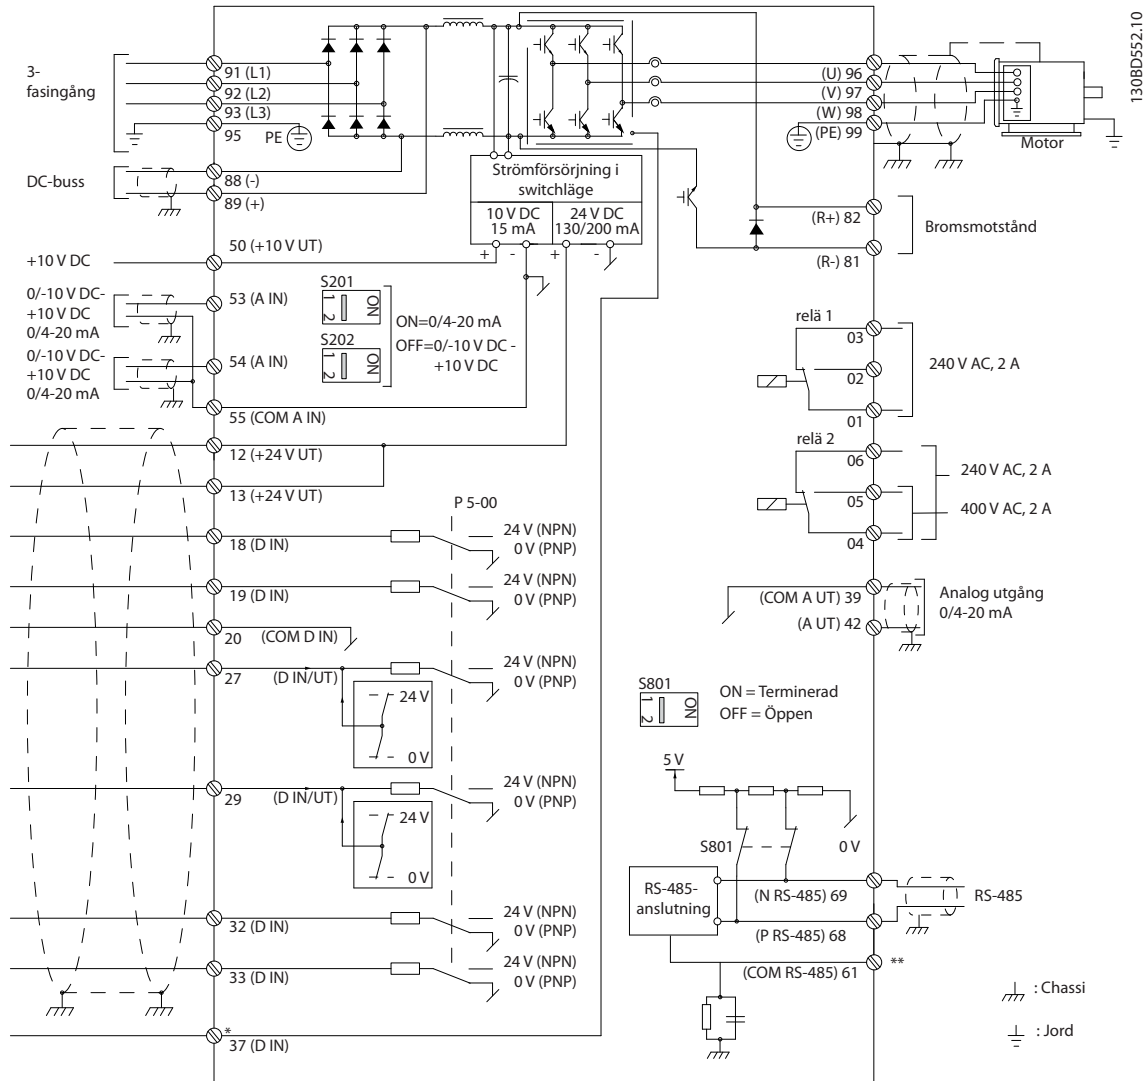 130BD552.10
3-
fasingång
91 (L1)
92 (L2)
93 (L3)
95
PE
DC-buss
88 (-)
89 (+)
+10 V DC
50 (+10 V UT)
0/-10 V DC-
+10 V DC
0/4-20 mA
53 (A IN)
0/-10 V DC-
+10 V DC
0/4-20 mA
54 (A IN)
55 (COM A IN)
12 (+24 V UT)
13 (+24 V UT)
18 (D IN)
19 (D IN)
20 (COM D IN)
27 (D IN/UT)
24 V
0 V
29 (D IN/UT)
24 V
0 V
32 (D IN)
33 (D IN)
*
37 (D IN)
Strömförsörjning i
switchläge
10 V DC
15 mA
24 V DC
130/200 mA
+ - + -
S201
1 2 ON
S202
1 2 ON
ON=0/4-20 mA
OFF=0/-10 V DC -
+10 V DC
P 5-00
24 V (NPN)
0 V (PNP)
24 V (NPN)
0 V (PNP)
24 V (NPN)
0 V (PNP)
24 V (NPN)
0 V (PNP)
24 V (NPN)
0 V (PNP)
24 V (NPN)
0 V (PNP)
(U) 96
(V) 97
(W) 98
(PE) 99
Motor
(R+) 82
(R-) 81
Bromsmotstånd
relä 1
03
02
01
240 V AC, 2 A
relä 2
06
05
04
240 V AC, 2 A
400 V AC, 2 A
(COM A UT) 39
(A UT) 42
Analog utgång
0/4-20 mA
S801
1 2 ON
ON = Terminerad
OFF = Öppen
5 V
S801
0 V
RS-485-
anslutning
(N RS-485) 69
(P RS-485) 68
(COM RS-485) 61
**
RS-485
: Chassi
: Jord